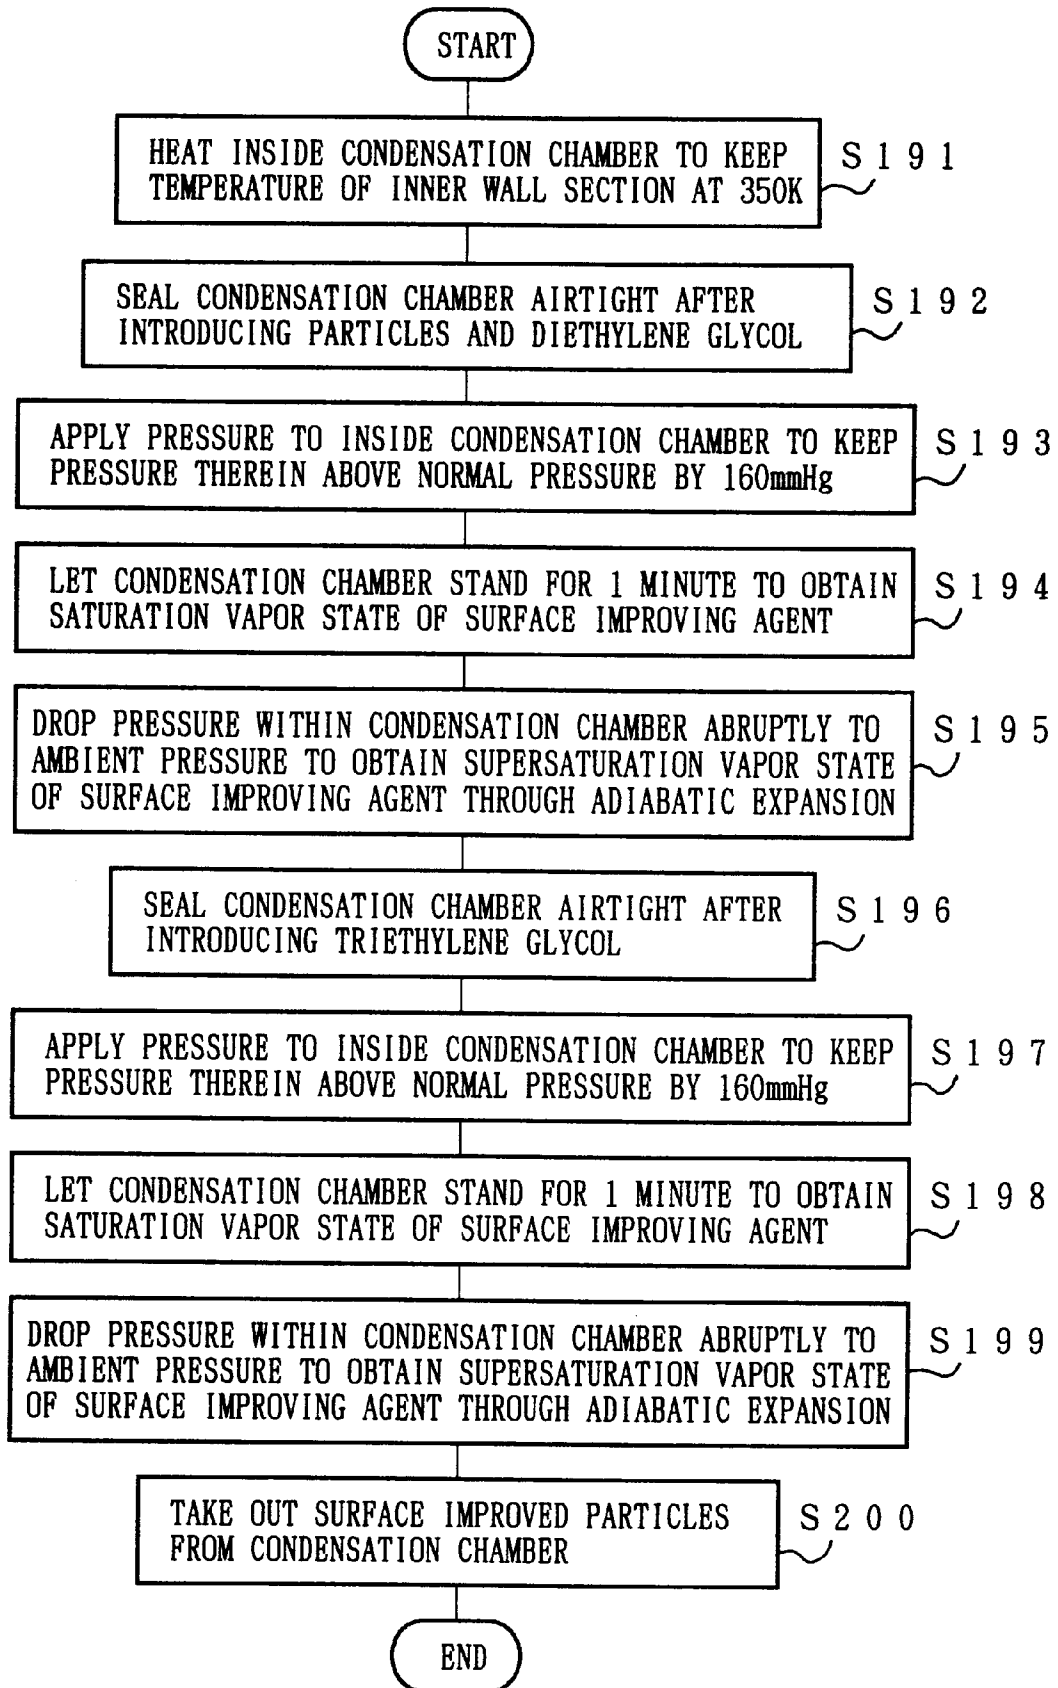 START
HEAT INSIDE CONDENSATION CHAMBER TO KEEP
TEMPERATURE OF INNER WALL SECTION AT 350K
S191
SEAL CONDENSATION CHAMBER AIRTIGHT AFTER
INTRODUCING PARTICLES AND DIETHYLENE GLYCOL
S192
APPLY PRESSURE TO INSIDE CONDENSATION CHAMBER TO KEEP
PRESSURE THEREIN ABOVE NORMAL PRESSURE BY 160mmHg
S193
LET CONDENSATION CHAMBER STAND FOR 1 MINUTE TO OBTAIN
SATURATION VAPOR STATE OF SURFACE IMPROVING AGENT
S194
DROP PRESSURE WITHIN CONDENSATION CHAMBER ABRUPTLY TO
AMBIENT PRESSURE TO OBTAIN SUPERSATURATION VAPOR STATE
OF SURFACE IMPROVING AGENT THROUGH ADIABATIC EXPANSION
S195
SEAL CONDENSATION CHAMBER AIRTIGHT AFTER
INTRODUCING TRIETHYLENE GLYCOL
S196
APPLY PRESSURE TO INSIDE CONDENSATION CHAMBER TO KEEP
PRESSURE THEREIN ABOVE NORMAL PRESSURE BY 160mmHg
S197
LET CONDENSATION CHAMBER STAND FOR 1 MINUTE TO OBTAIN
SATURATION VAPOR STATE OF SURFACE IMPROVING AGENT
S198
DROP PRESSURE WITHIN CONDENSATION CHAMBER ABRUPTLY TO
AMBIENT PRESSURE TO OBTAIN SUPERSATURATION VAPOR STATE
OF SURFACE IMPROVING AGENT THROUGH ADIABATIC EXPANSION
S199
TAKE OUT SURFACE IMPROVED PARTICLES
FROM CONDENSATION CHAMBER
S200
END